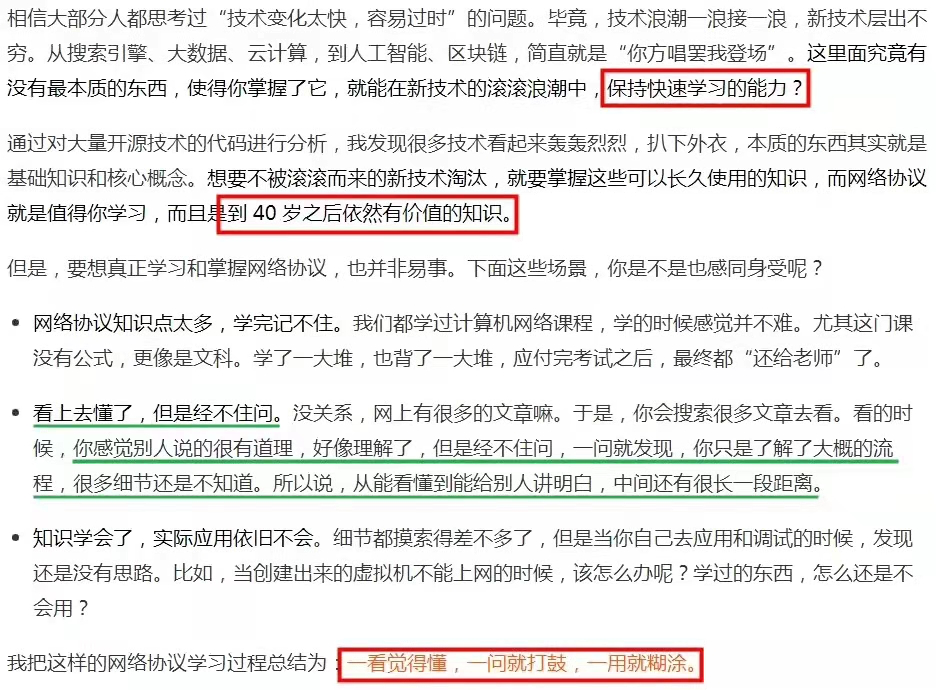 相信大部分人都思考过“技术变化太快，容易过时”的问题。毕竟，技术浪潮一浪接一浪，新技术层出不
穷。从搜索引擎、大数据、云计算，到人工智能、区块链，简直就是“你方唱罢我登场”。这里面究竟有
没有最本质的东西，使得你掌握了它，就能在新技术的滚滚浪潮中，保持快速学习的能力？
通过对大量开源技术的代码进行分析，我发现很多技术看起来轰轰烈烈，扒下外衣，本质的东西其实就是
基础知识和核心概念。想要不被滚滚而来的新技术淘汰，就要掌握这些可以长久使用的知识，而网络协议
就是值得你学习，而且是到 40 岁之后依然有价值的知识。
但是，要想真正学习和掌握网络协议，也并非易事。下面这些场景，你是不是也感同身受呢？
• 网络协议知识点太多，学完记不住。我们都学过计算机网络课程，学的时候感觉并不难。尤其这门课
没有公式，更像是文科。学了一大堆，也背了一大堆，应付完考试之后，最终都“还给老师”了。
• 看上去懂了，但是经不住问。没关系，网上有很多的文章嘛。于是，你会搜索很多文章去看。看的时
候，你感觉别人说的很有道理，好像理解了，但是经不住问，一问就发现，你只是了解了大概的流
程，很多细节还是不知道。所以说，从能看懂到能给别人讲明白，中间还有很长一段距离。
• 知识学会了，实际应用依旧不会。细节都摸索得差不多了，但是当你自己去应用和调试的时候，发现
还是没有思路。比如，当创建出来的虚拟机不能上网的时候，该怎么办呢？学过的东西，怎么还是不
会用？
我把这样的网络协议学习过程总结为：一看觉得懂，一问就打鼓，一用就糊涂。